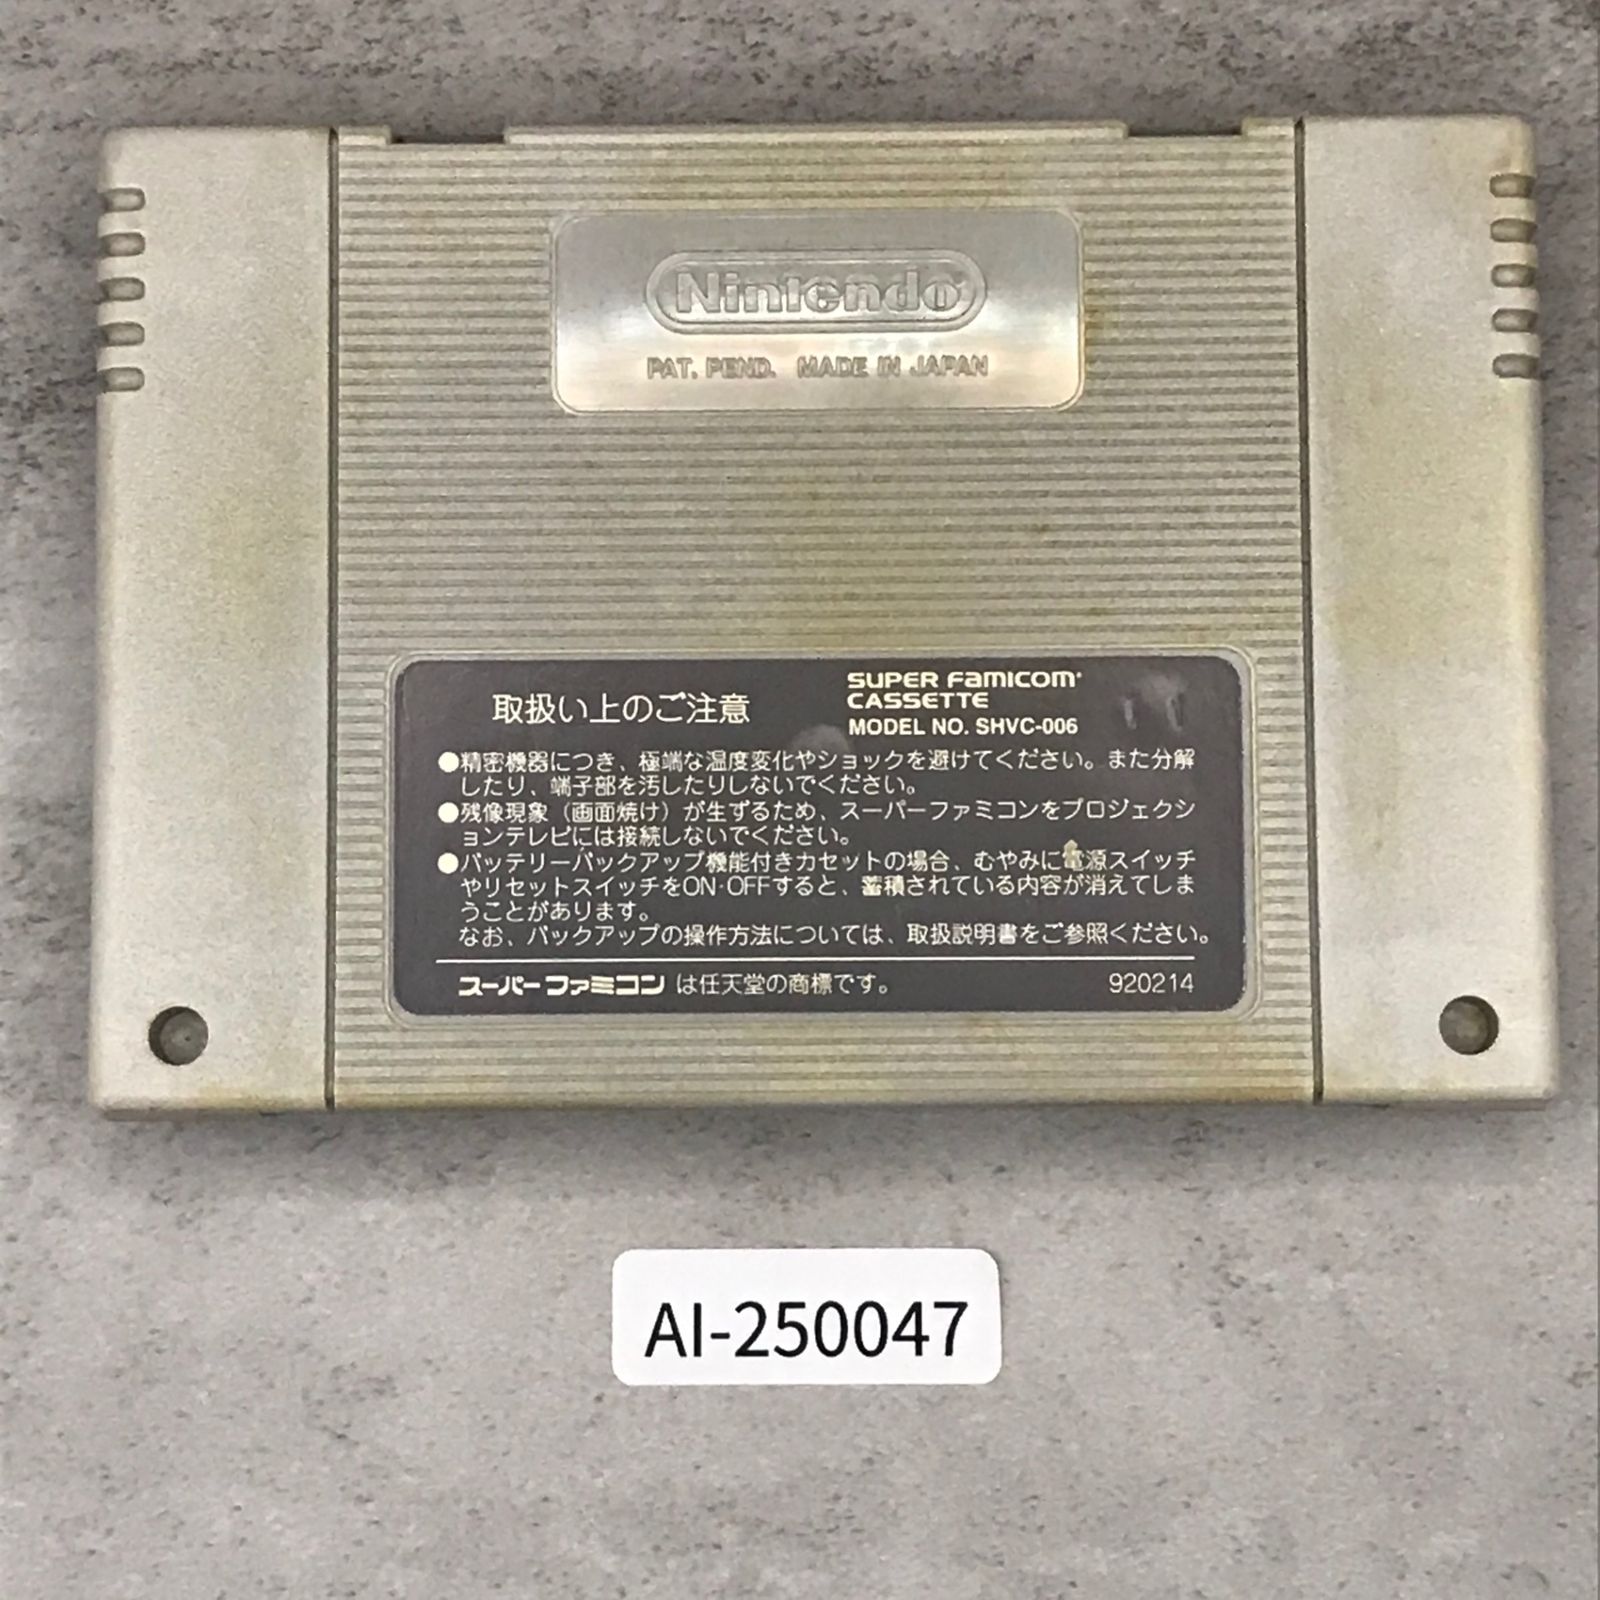 Nintendo
PAT. PEND. MADE IN JAPAN
取扱い上のご注意
SUPER FAMICOM
CASSETTE
MODEL NO. SHVC-006
●精密機器につき、極端な温度変化やショックを避けてください。また分解
したり、端子部を汚したりしないでください。
●残像現象（画面焼け）が生ずるため、スーパーファミコンをプロジェクシ
ョンテレビには接続しないでください。
●バッテリーバックアップ機能付きカセットの場合、むやみに電源スイッチ
やリセットスイッチをON·OFFすると、蓄積されている内容が消えてしま
うことがあります。
なお、バックアップの操作方法については、取扱説明書をご参照ください。
スーパーファミコンは任天堂の商標です。 920214
AI-250047